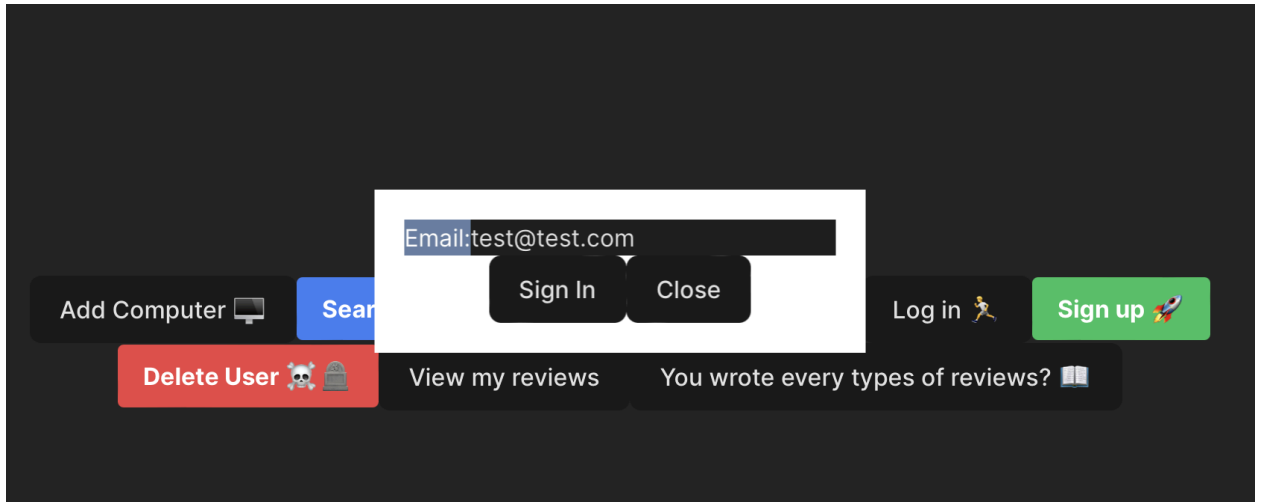 Email:test@test.com
Sign In Close
Add Computer 🖥️ Sear Log in 🏃 Sign up 🚀
Delete User ☠️🪦 View my reviews You wrote every types of reviews? 📖